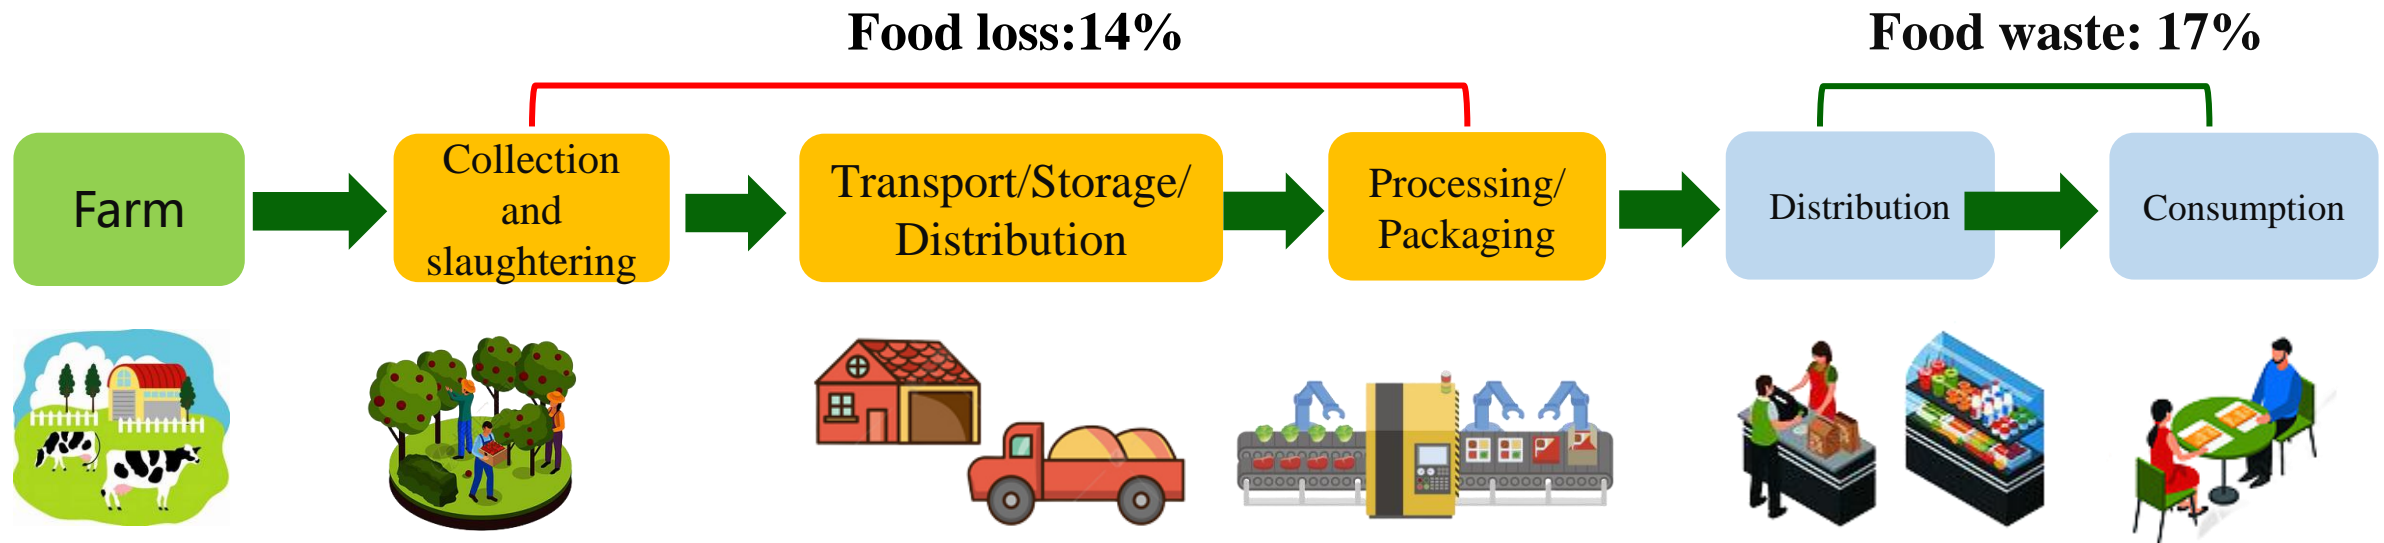 Food loss:14%
Food waste: 17%
Farm
Collection
and
slaughtering
Transport/Storage/
Distribution
Processing/
Packaging
Distribution
Consumption